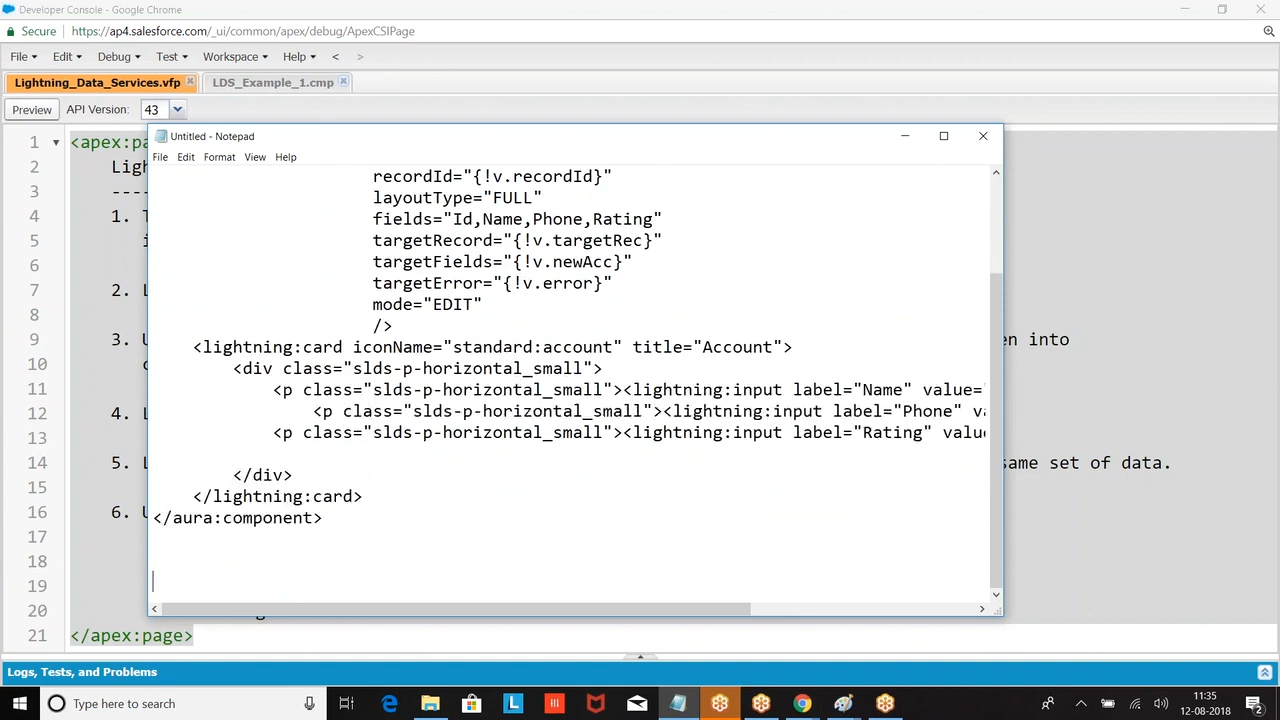 Developer Console - Google Chrome
Secure https://ap4.salesforce.com/_ui/common/apex/debug/ApexCSIPage
File Edit Debug Test Workspace Help < >
Lightning_Data_Services.vfp LDS_Example_1.cmp
Preview API Version: 43
Untitled - Notepad
File Edit Format View Help
1 <apex:pa
2 Ligh
3 ----
4 1. T
5 i
6
7 2. L
8
9 3. U en into
10
11
12 4. L
13
14 5. L same set of data.
15
16 6. U
17
18
19
20
21 </apex:page>
recordId="{!v.recordId}"
layoutType="FULL"
fields="Id,Name,Phone,Rating"
targetRecord="{!v.targetRec}"
targetFields="{!v.newAcc}"
targetError="{!v.error}"
mode="EDIT"
/>
<lightning:card iconName="standard:account" title="Account">
<div class="slds-p-horizontal_small">
<p class="slds-p-horizontal_small"><lightning:input label="Name" value=
<p class="slds-p-horizontal_small"><lightning:input label="Phone" va
<p class="slds-p-horizontal_small"><lightning:input label="Rating" value
</div>
</lightning:card>
</aura:component>
Logs, Tests, and Problems
Type here to search
11:35
12-08-2018
2